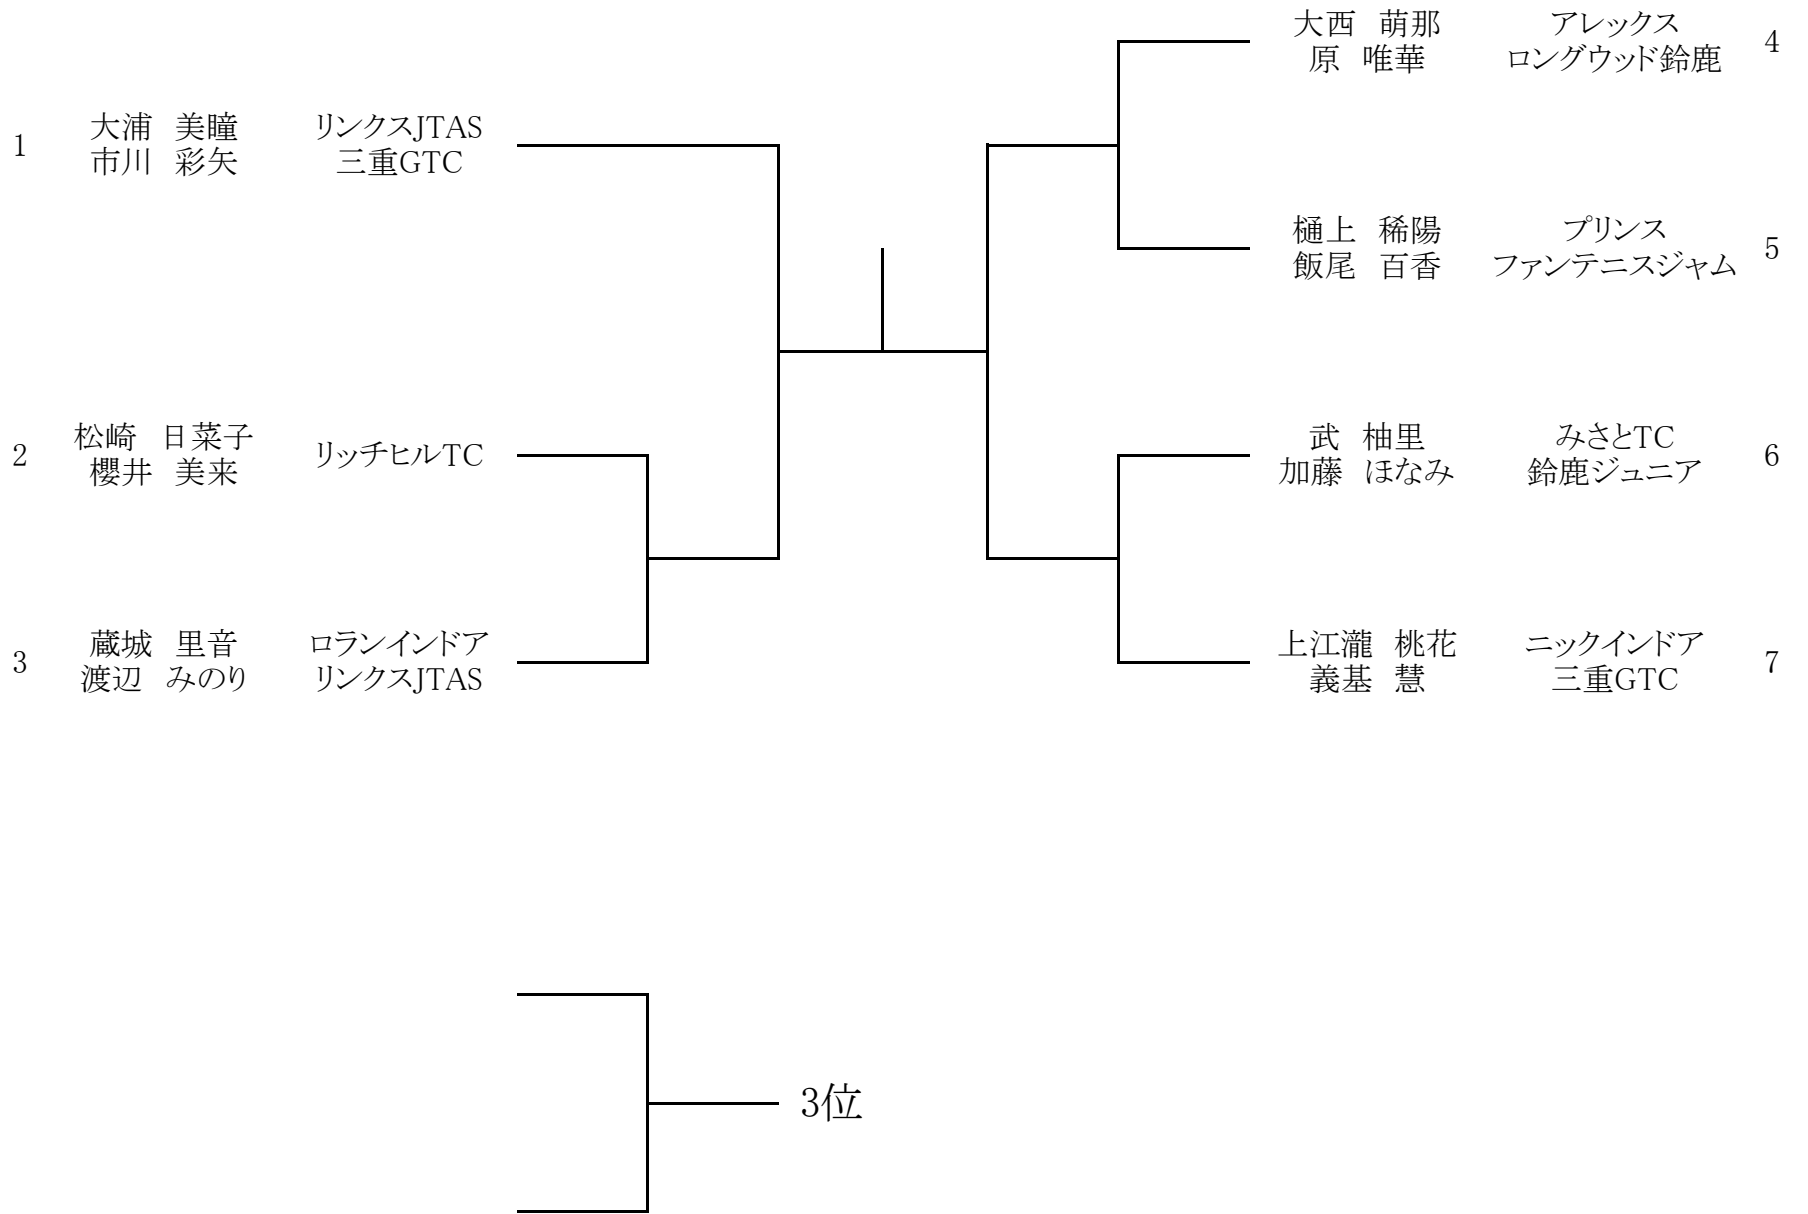 1
大浦 美瞳 リンクスJTAS
市川 彩矢 三重GTC
2
松崎 日菜子
櫻井 美来
リッチヒルTC
3
蔵城 里音 ロランインドア
渡辺 みのり リンクスJTAS
大西 萌那 アレックス
原 唯華 ロングウッド鈴鹿
4
樋上 稀陽 プリンス
飯尾 百香 ファンテニスジャム
5
武 柚里 みさとTC
加藤 ほなみ 鈴鹿ジュニア
6
上江瀧 桃花 ニックインドア
義基 慧 三重GTC
7
3位